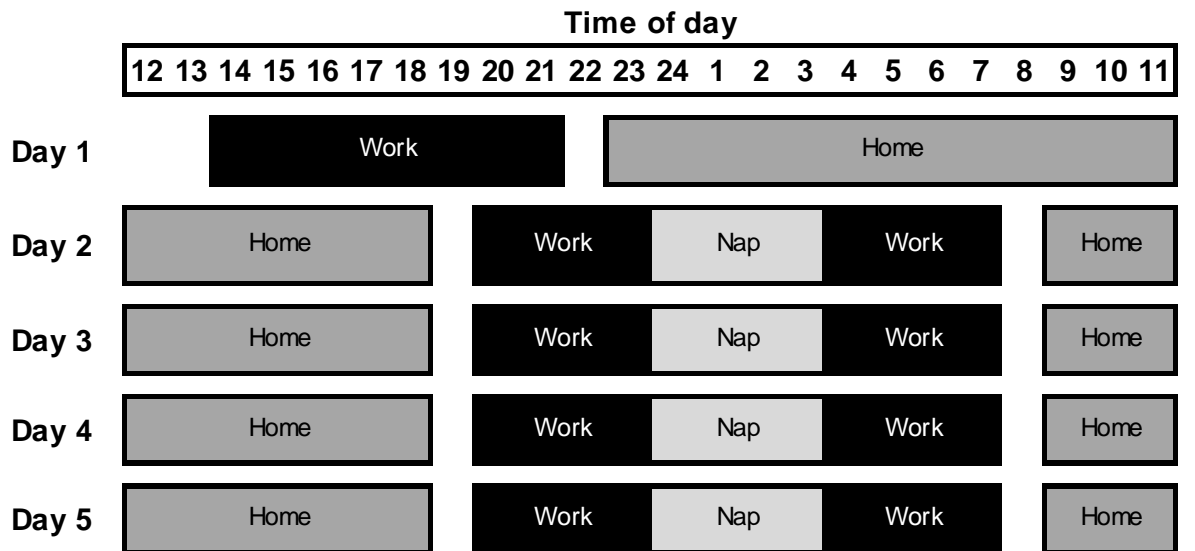 Time of day
12 13 14 15 16 17 18 19 20 21 22 23 24 1 2 3 4 5 6 7 8 9 10 11
Day 1 Work Home
Day 2 Home Work Nap Work Home
Day 3 Home Work Nap Work Home
Day 4 Home Work Nap Work Home
Day 5 Home Work Nap Work Home